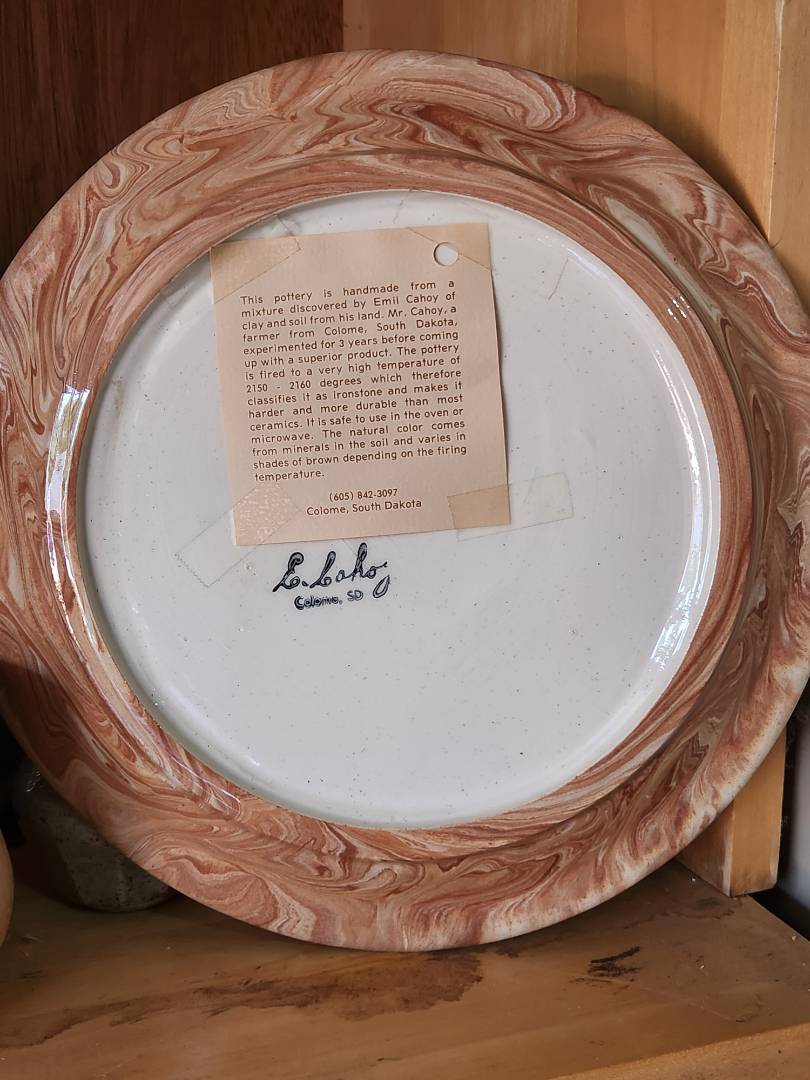 This pottery is handmade from a
mixture discovered by Emil Cahoy of
clay and soil from his land. Mr. Cahoy, a
farmer from Colome, South Dakota,
experimented for 3 years before coming
up with a superior product. The pottery
is fired to a very high temperature of
2150 - 2160 degrees which therefore
classifies it as ironstone and makes it
harder and more durable than most
ceramics. It is safe to use in the oven or
microwave. The natural color comes
from minerals in the soil and varies in
shades of brown depending on the firing
temperature.
(605) 842-3097
Colome, South Dakota
E. Cahoy
Colome, SD